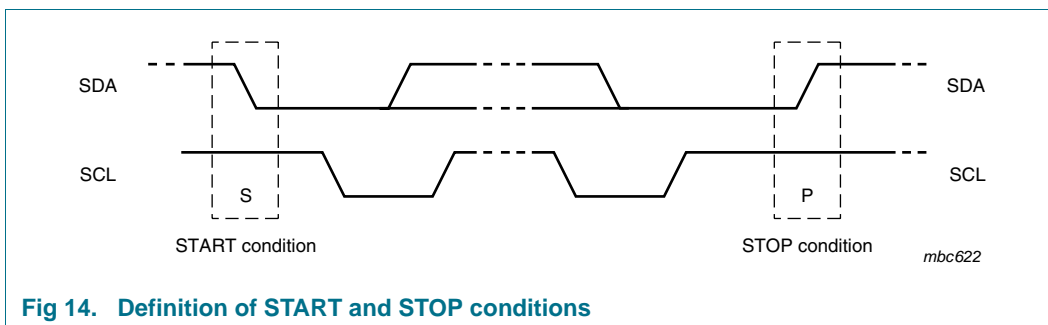 SDA SDA
SCL SCL
S P
START condition STOP condition
mbc622
Fig 14. Definition of START and STOP conditions